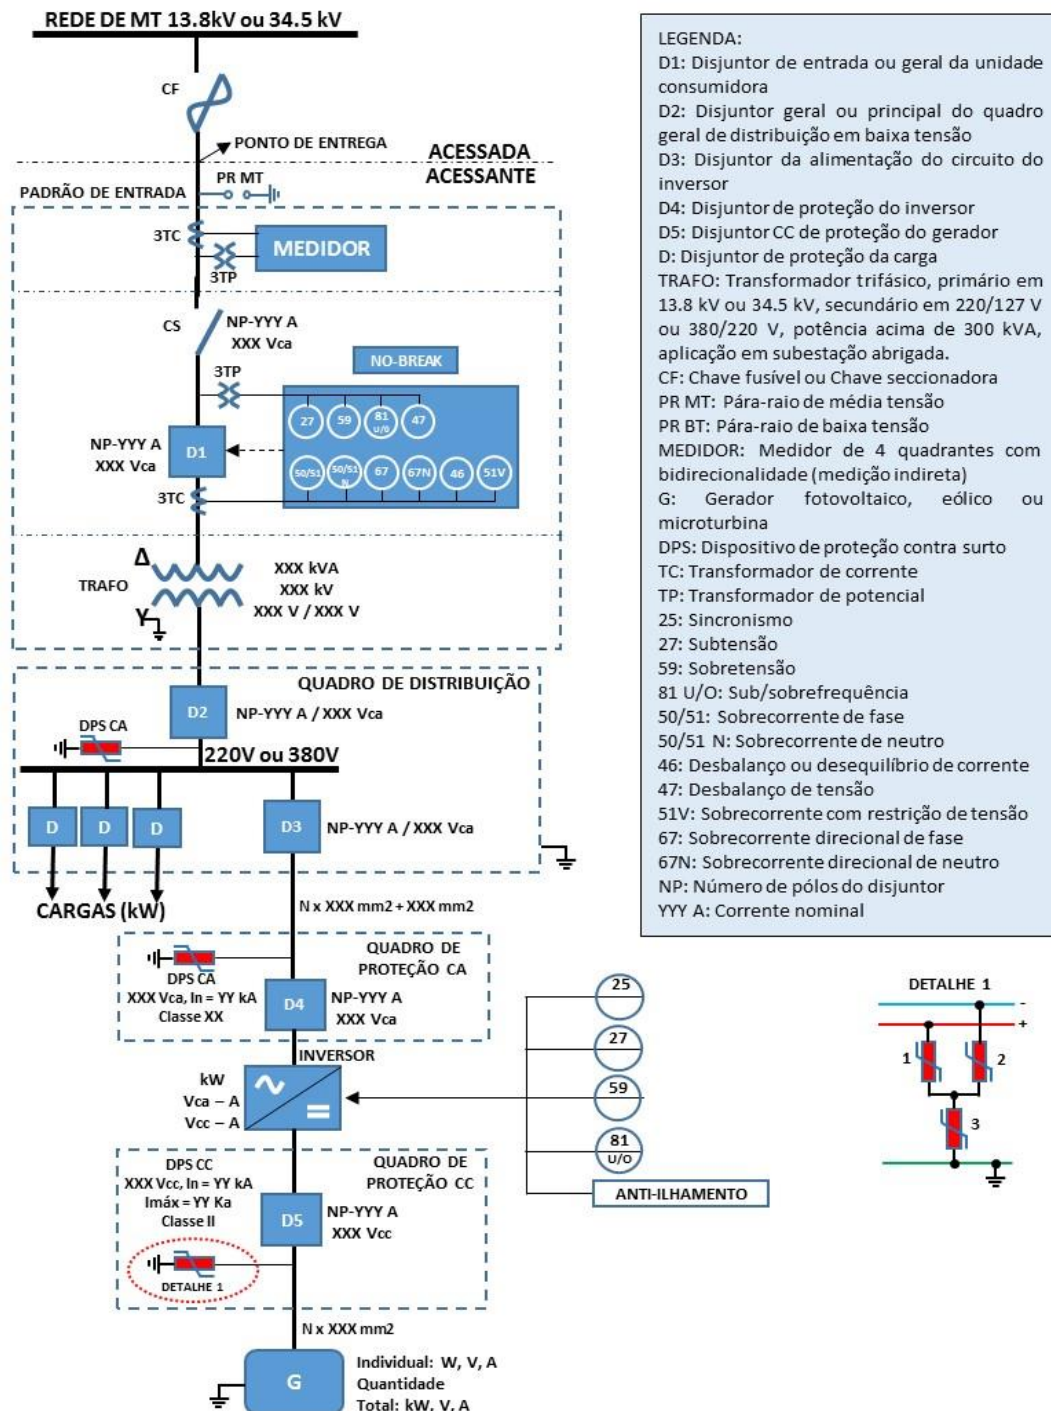 REDE DE MT 13.8kV ou 34.5 kV
CF
PONTO DE ENTREGA
ACESSADA
ACESSANTE
PR MT
PADRÃO DE ENTRADA
3TC
MEDIDOR
3TP
CS
NP-YYY A
XXX Vca
NO-BREAK
3TP
27
59
81
U/O
47
NP-YYY A
XXX Vca
D1
50/51
50/51
N
67
67N
46
51V
3TC
Δ
TRAFO
XXX kVA
XXX kV
XXX V / XXX V
Y
QUADRO DE DISTRIBUIÇÃO
D2
NP-YYY A / XXX Vca
DPS CA
220V ou 380V
D
D
D
D3
NP-YYY A / XXX Vca
CARGAS (kW)
N x XXX mm2 + XXX mm2
QUADRO DE
PROTEÇÃO CA
DPS CA
XXX Vca, In = YY kA
Classe XX
D4
NP-YYY A
XXX Vca
INVERSOR
kW
Vca – A
Vcc – A
25
27
59
81
U/O
ANTI-ILHAMENTO
QUADRO DE
PROTEÇÃO CC
DPS CC
XXX Vcc, In = YY kA
Imáx = YY Ka
Classe II
D5
NP-YYY A
XXX Vcc
DETALHE 1
N x XXX mm2
G
Individual: W, V, A
Quantidade
Total: kW, V, A
LEGENDA:
D1: Disjuntor de entrada ou geral da unidade
consumidora
D2: Disjuntor geral ou principal do quadro
geral de distribuição em baixa tensão
D3: Disjuntor da alimentação do circuito do
inversor
D4: Disjuntor de proteção do inversor
D5: Disjuntor CC de proteção do gerador
D: Disjuntor de proteção da carga
TRAFO: Transformador trifásico, primário em
13.8 kV ou 34.5 kV, secundário em 220/127 V
ou 380/220 V, potência acima de 300 kVA,
aplicação em subestação abrigada.
CF: Chave fusível ou Chave seccionadora
PR MT: Pára-raio de média tensão
PR BT: Pára-raio de baixa tensão
MEDIDOR: Medidor de 4 quadrantes com
bidirecionalidade (medição indireta)
G: Gerador fotovoltaico, eólico ou
microturbina
DPS: Dispositivo de proteção contra surto
TC: Transformador de corrente
TP: Transformador de potencial
25: Sincronismo
27: Subtensão
59: Sobretensão
81 U/O: Sub/sobrefrequência
50/51: Sobrecorrente de fase
50/51 N: Sobrecorrente de neutro
46: Desbalanço ou desequilíbrio de corrente
47: Desbalanço de tensão
51V: Sobrecorrente com restrição de tensão
67: Sobrecorrente direcional de fase
67N: Sobrecorrente direcional de neutro
NP: Número de pólos do disjuntor
YYY A: Corrente nominal
DETALHE 1
-
+
1
2
3